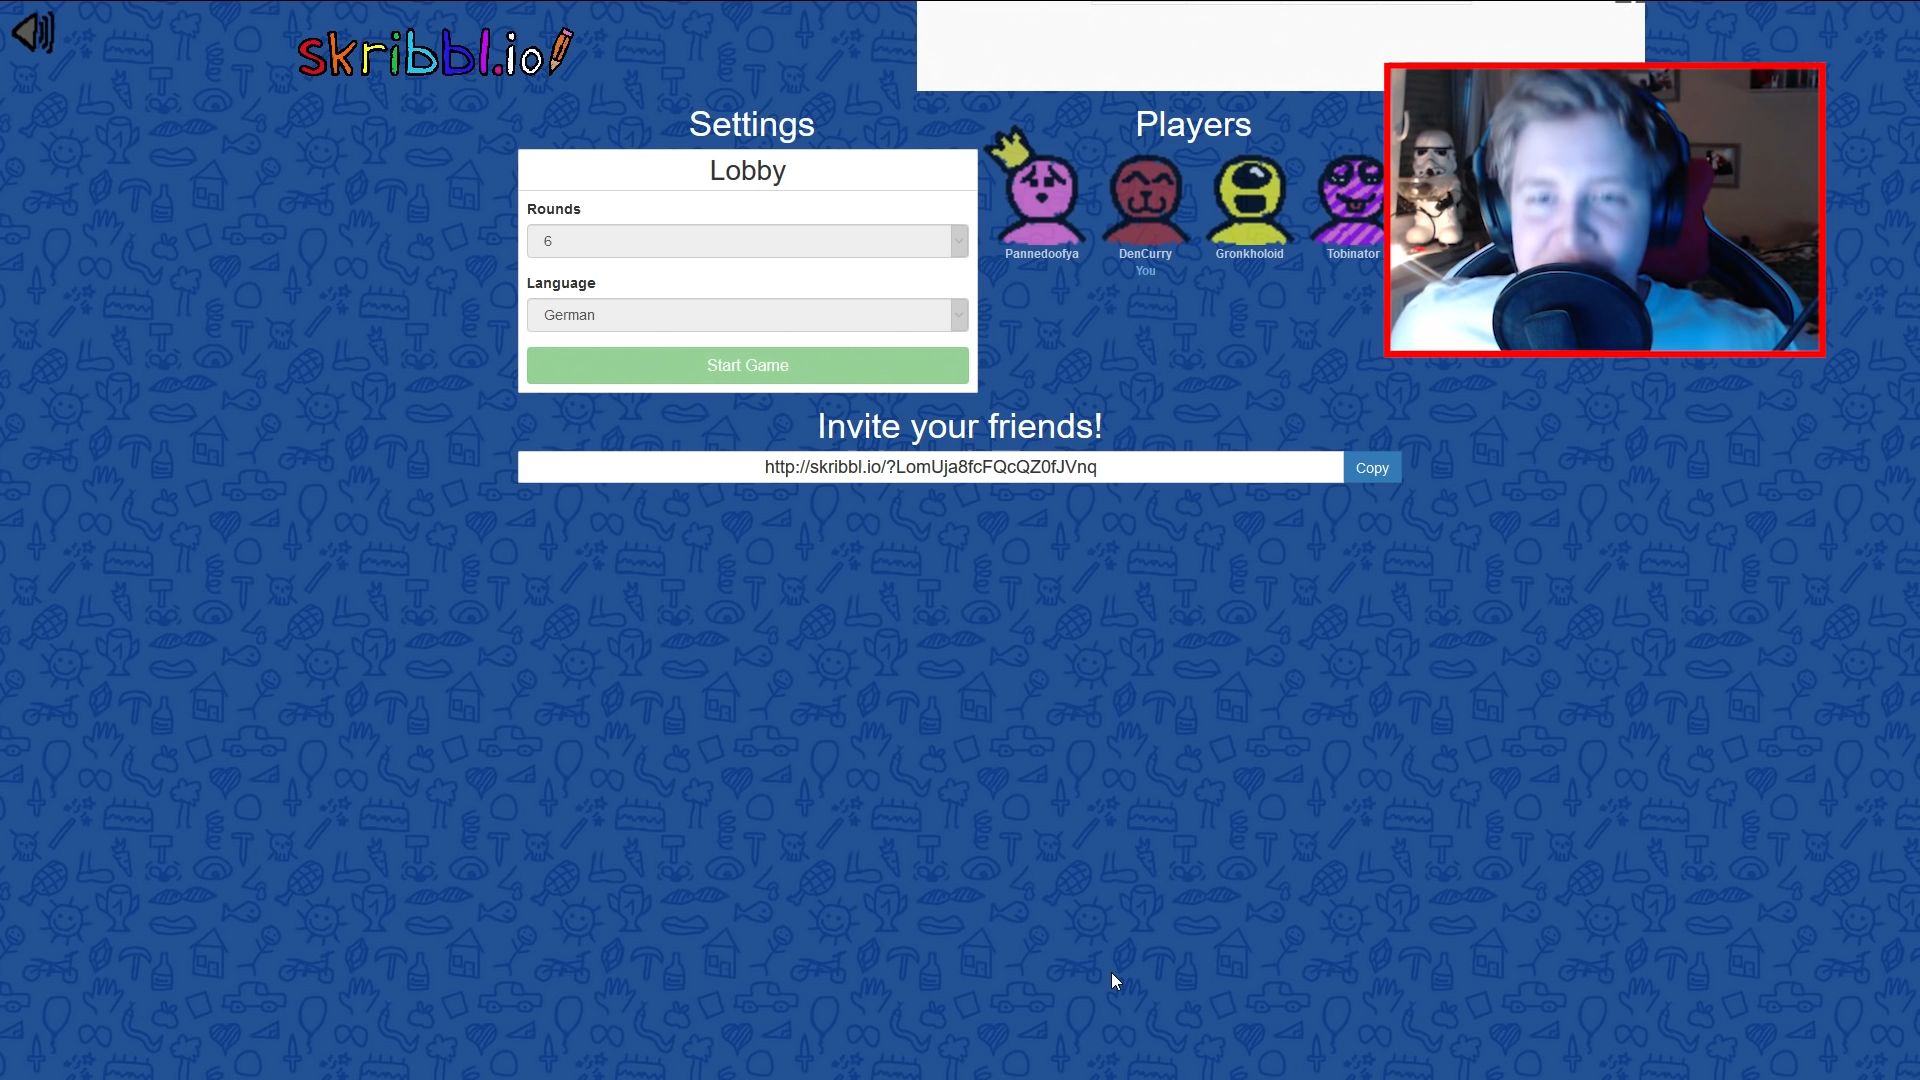 skribbl.io
Settings
Players
Lobby
Rounds
6
Language
German
Start Game
Pannedoofya
DenCurry
You
Gronkholoid
Tobinator
Invite your friends!
http://skribbl.io/?LomUja8fcFQcQZ0fJVnq
Copy